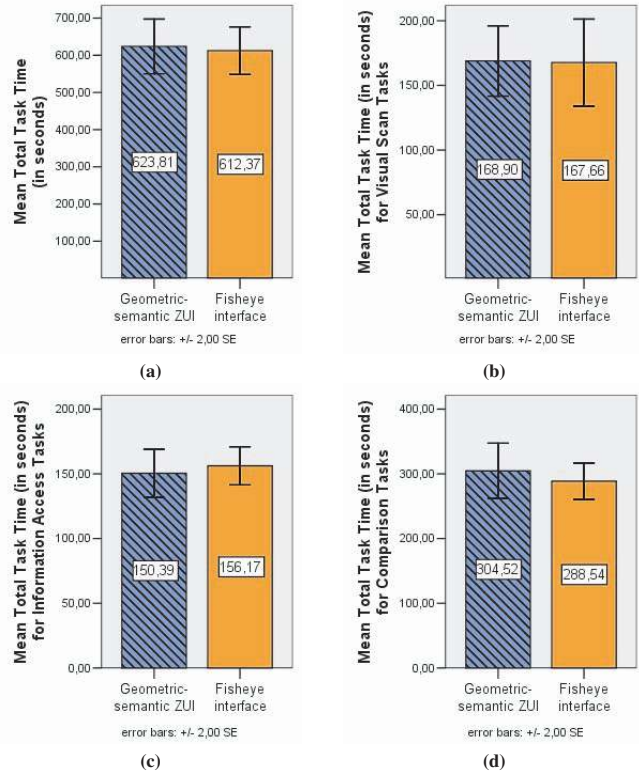 Mean Total Task Time
(in seconds)
700,00
600,00
500,00
400,00
300,00
200,00
100,00
623,81
612,37
Geometric-
semantic ZUI
Fisheye
interface
error bars: +/- 2,00 SE
(a)
Mean Total Task Time (in seconds)
for Visual Scan Tasks
200,00
150,00
100,00
50,00
168,90
167,66
Geometric-
semantic ZUI
Fisheye
interface
error bars: +/- 2,00 SE
(b)
Mean Total Task Time (in seconds)
for Information Access Tasks
200,00
150,00
100,00
50,00
0,00
150,39
156,17
Geometric-
semantic ZUI
Fisheye
interface
error bars: +/- 2,00 SE
(c)
Mean Total Task Time (in seconds)
for Comparison Tasks
400,00
300,00
200,00
100,00
0,00
304,52
288,54
Geometric-
semantic ZUI
Fisheye
interface
error bars: +/- 2,00 SE
(d)